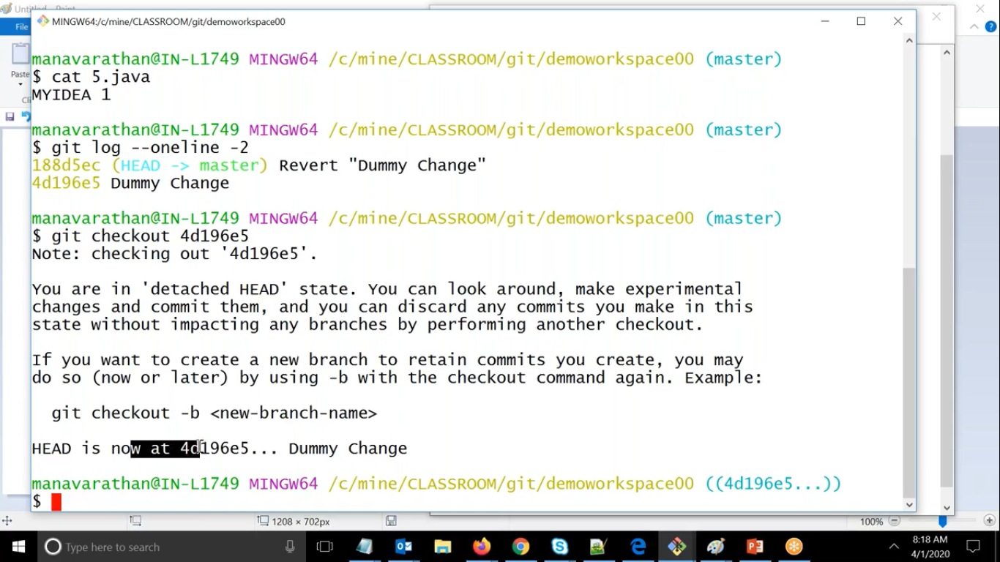 Untitled - Paint
MINGW64:/c/mine/CLASSROOM/git/demoworkspace00
File
Paste
manavarathan@IN-L1749 MINGW64 /c/mine/CLASSROOM/git/demoworkspace00 (master)
$ cat 5.java
MYIDEA 1
manavarathan@IN-L1749 MINGW64 /c/mine/CLASSROOM/git/demoworkspace00 (master)
$ git log --oneline -2
188d5ec (HEAD -> master) Revert "Dummy Change"
4d196e5 Dummy Change
manavarathan@IN-L1749 MINGW64 /c/mine/CLASSROOM/git/demoworkspace00 (master)
$ git checkout 4d196e5
Note: checking out '4d196e5'.
You are in 'detached HEAD' state. You can look around, make experimental
changes and commit them, and you can discard any commits you make in this
state without impacting any branches by performing another checkout.
If you want to create a new branch to retain commits you create, you may
do so (now or later) by using -b with the checkout command again. Example:
git checkout -b <new-branch-name>
HEAD is now at 4d196e5... Dummy Change
manavarathan@IN-L1749 MINGW64 /c/mine/CLASSROOM/git/demoworkspace00 ((4d196e5...))
$
1208 × 702px
100%
Type here to search
8:18 AM
4/1/2020